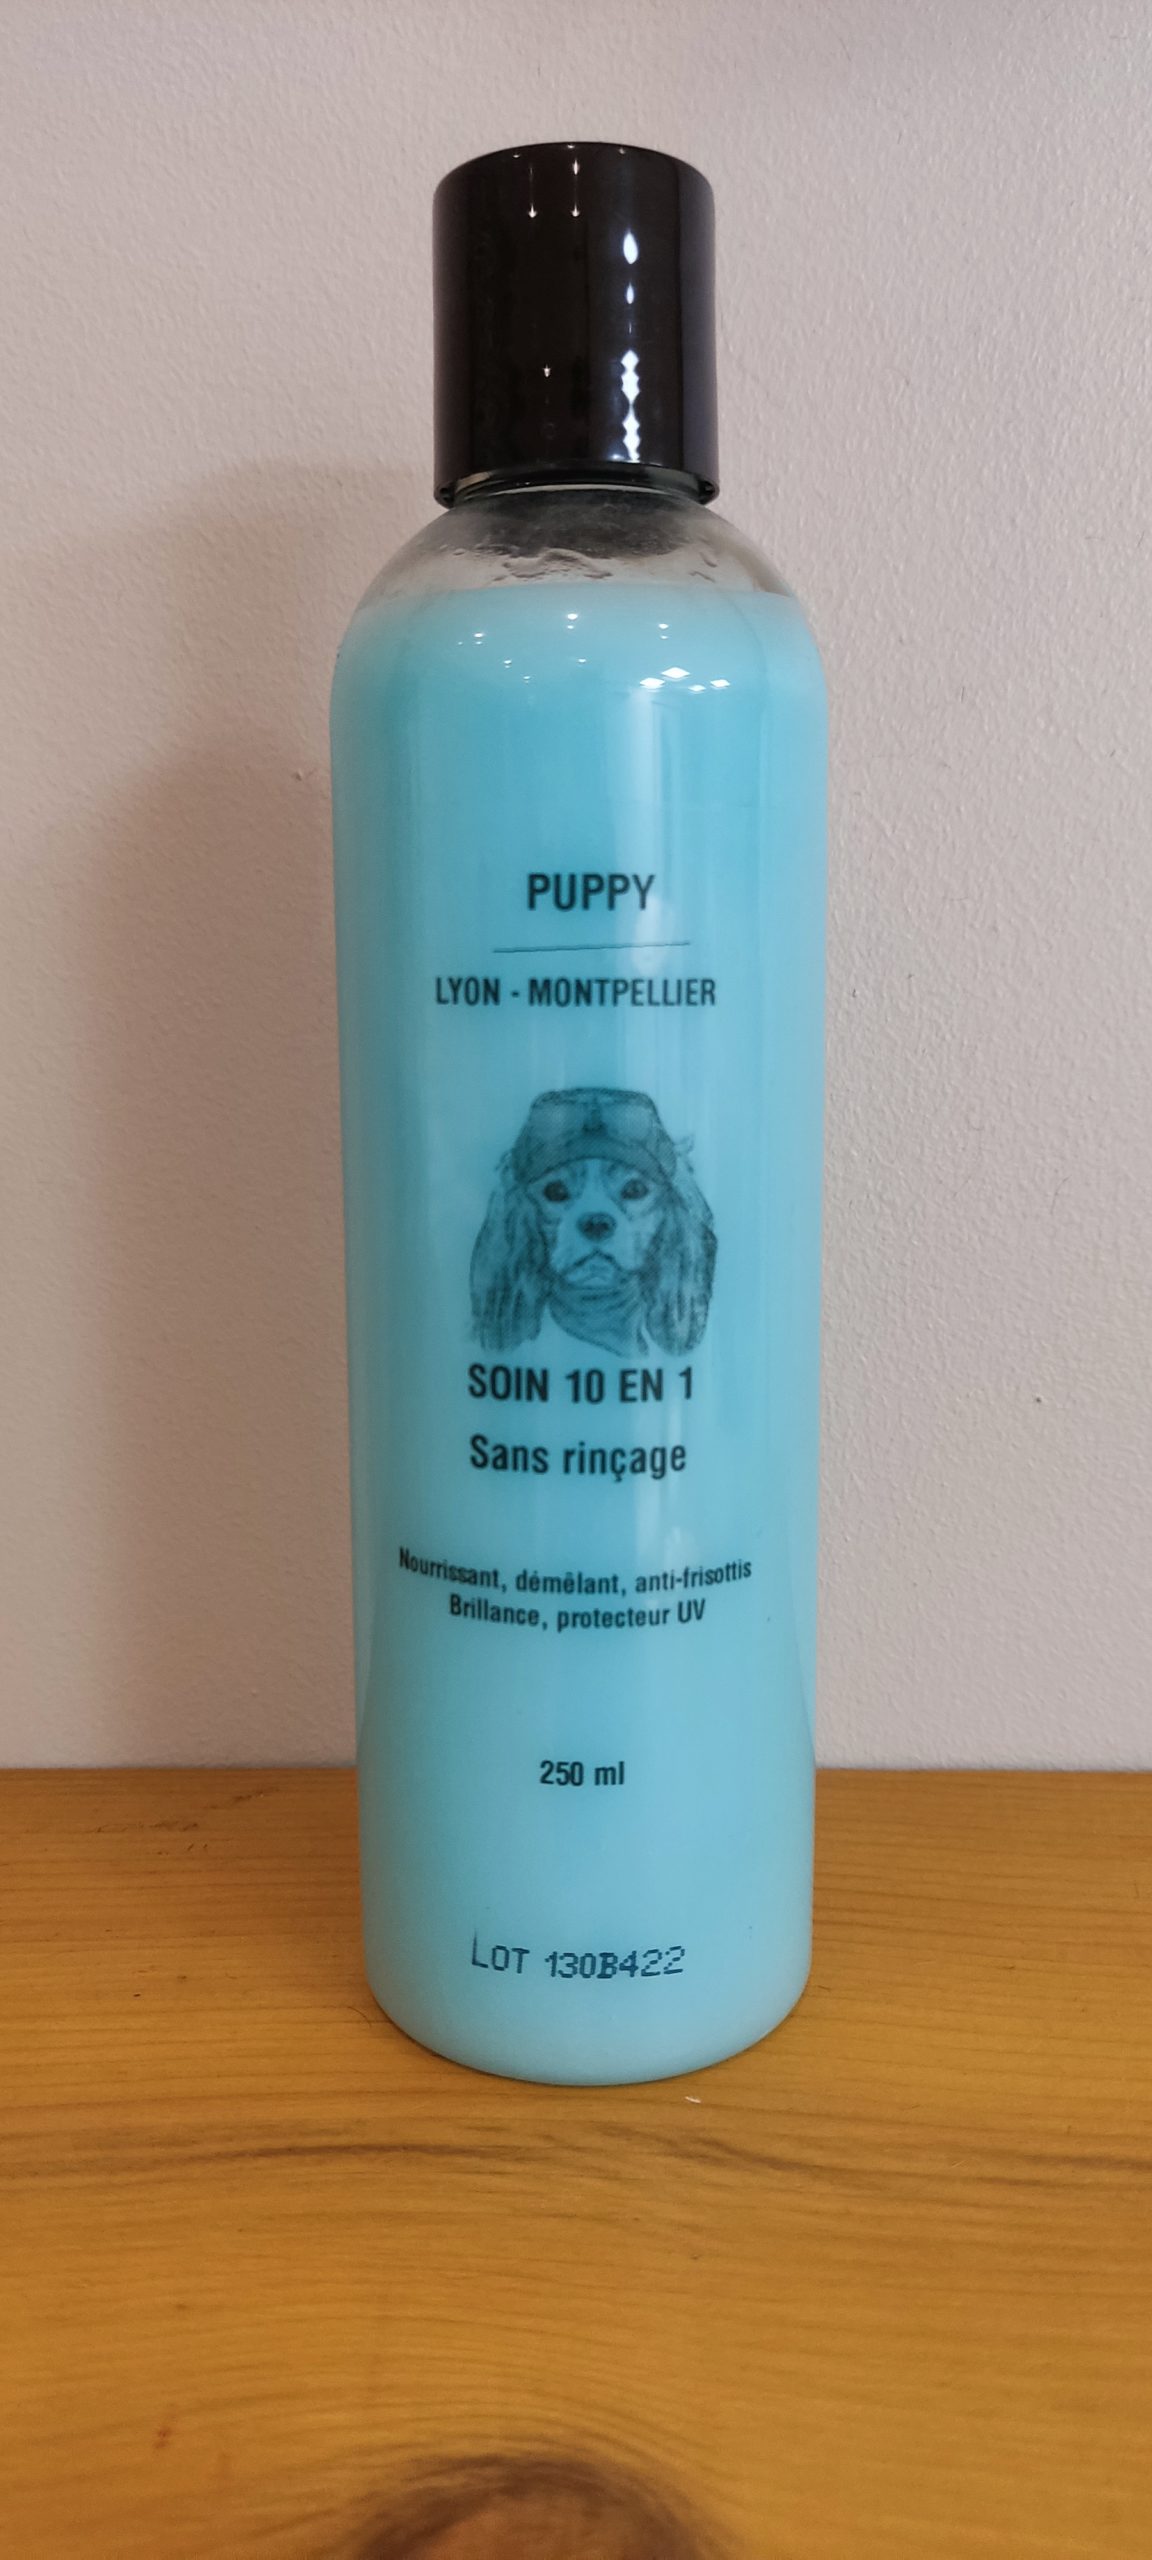 PUPPY
LYON - MONTPELLIER
SOIN 10 EN 1
Sans rinçage
Nourrissant, démêlant, anti-frisottis
Brillance, protecteur UV
250 ml
LOT 130B422